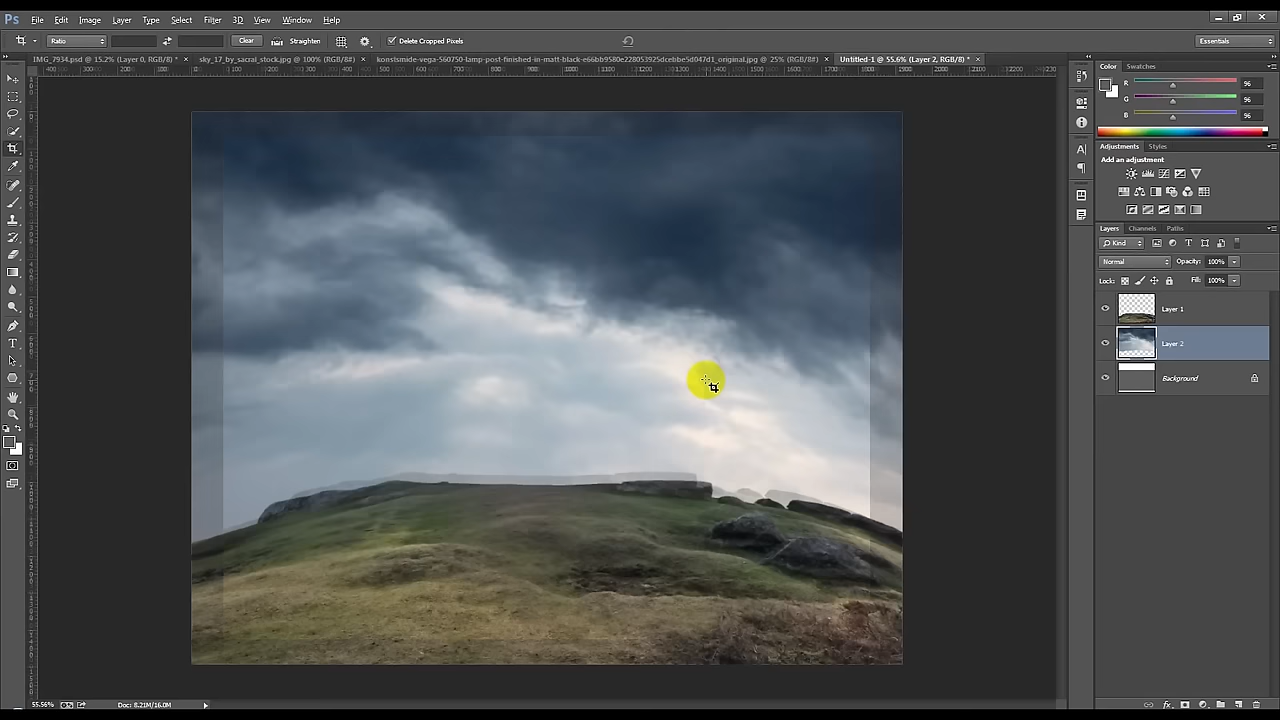 Ps File Edit Image Layer Type Select Filter 3D View Window Help
Ratio Clear Straighten Delete Cropped Pixels Essentials
IMG_7934.psd @ 15.2% (Layer 0, RGB/8) * × sky_17_by_sacral_stock.jpg @ 100% (RGB/8#) × konstsmide-vega-560750-lamp-post-finished-in-matt-black-e66bb9580e228053925dcebbe5d047d1_original.jpg @ 25% (RGB/8#) × Untitled-1 @ 55.6% (Layer 2, RGB/8) * ×
Color Swatches
R 96
G 96
B 96
Adjustments Styles
Add an adjustment
Layers Channels Paths
Kind
Normal Opacity: 100%
Lock: Fill: 100%
Layer 1
Layer 2
Background
55.56% Doc: 8.21M/16.0M